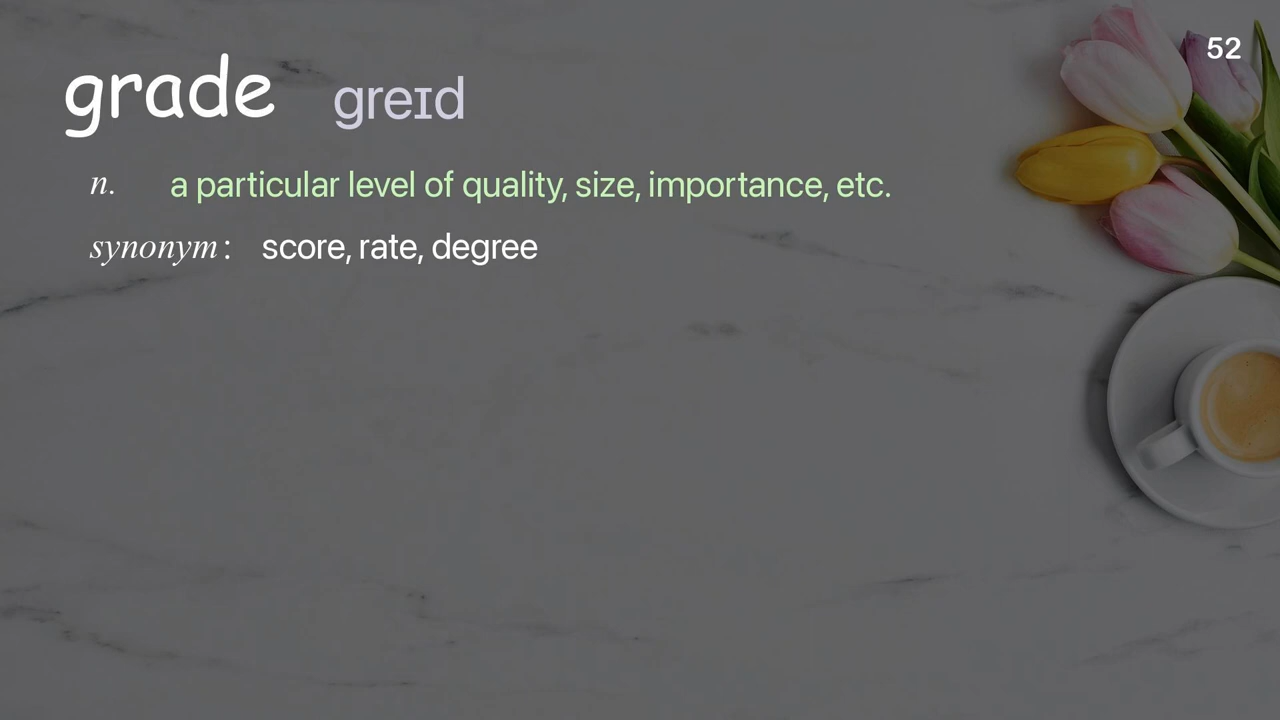 52
grade greɪd
n. a particular level of quality, size, importance, etc.
synonym: score, rate, degree